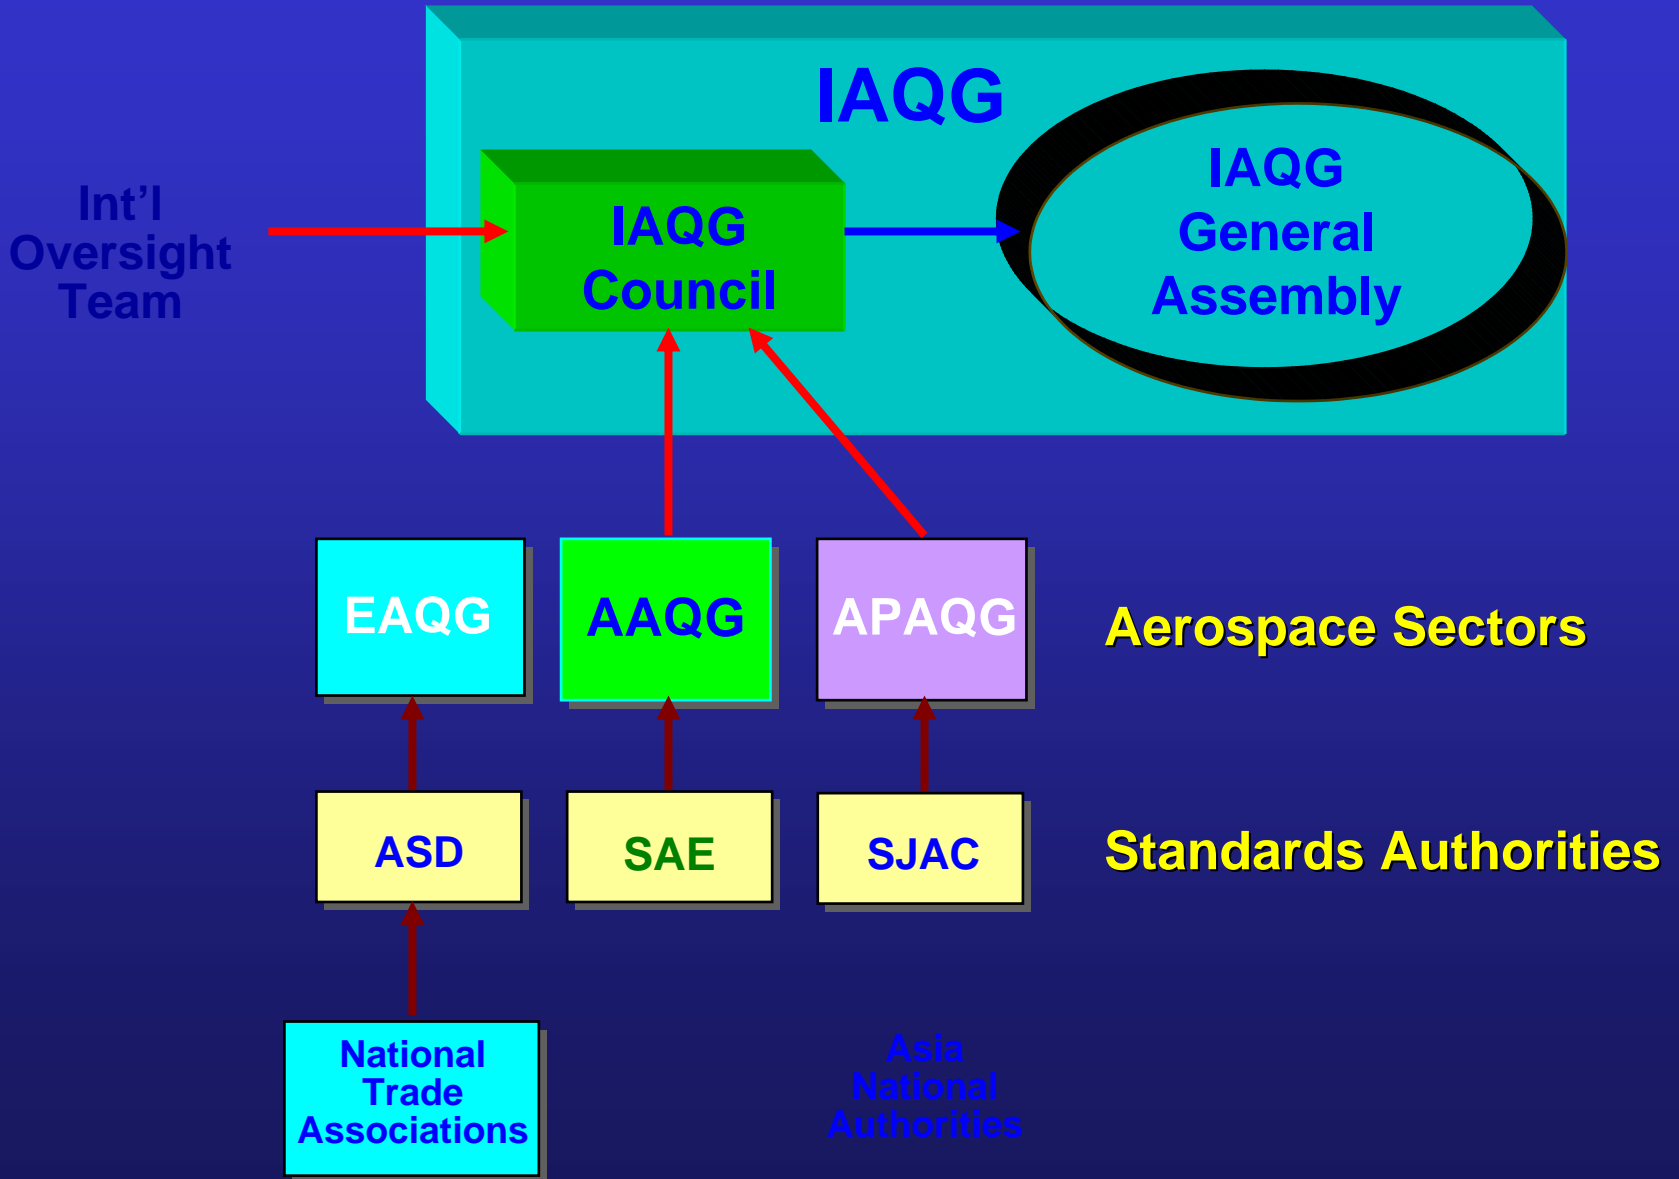 IAQG
IAQG
General
Assembly
Int’l
Oversight
Team
IAQG
Council
EAQG
AAQG
APAQG
Aerospace Sectors
ASD
SAE
SJAC
Standards Authorities
National
Trade
Associations
Asia
National
Authorities